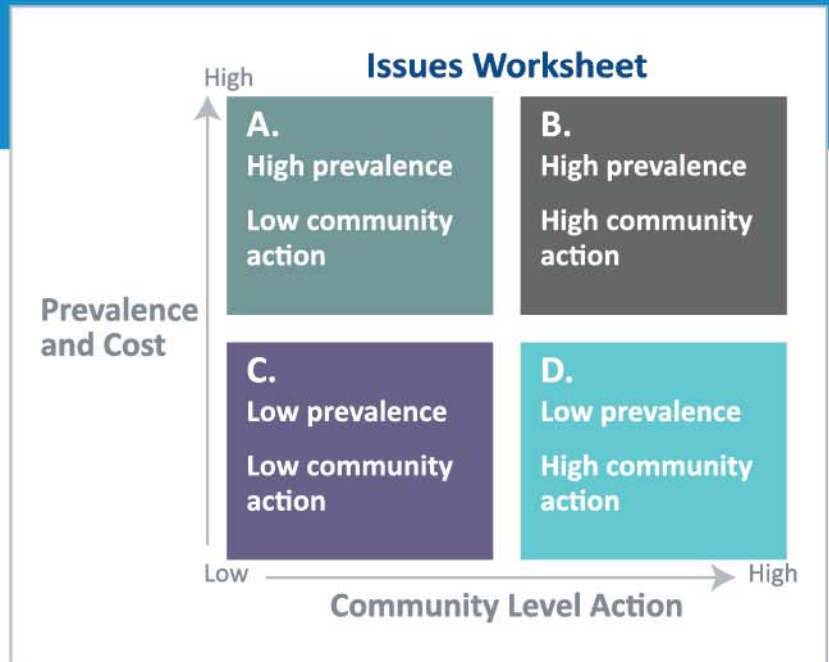 Issues Worksheet
High
A.
High prevalence
Low community
action
B.
High prevalence
High community
action
Prevalence
and Cost
C.
Low prevalence
Low community
action
D.
Low prevalence
High community
action
Low
High
Community Level Action